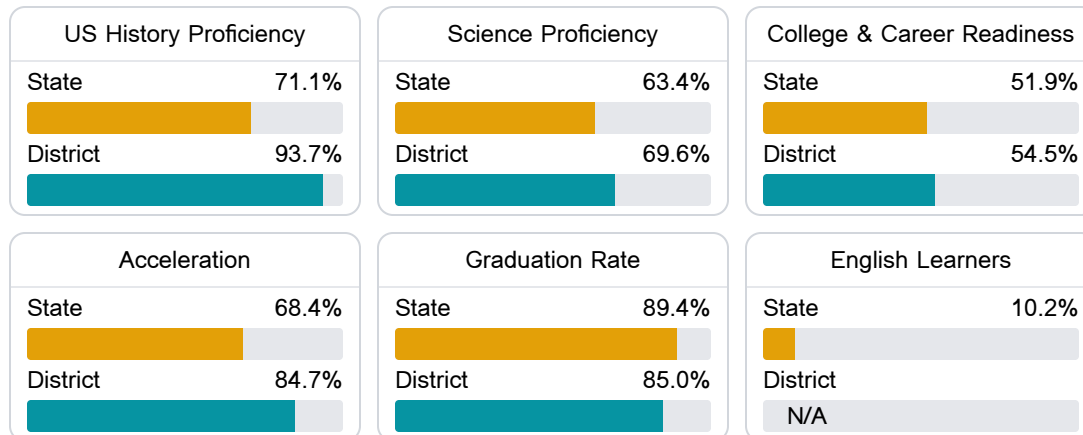 US History Proficiency
State 71.1%
District 93.7%
Science Proficiency
State 63.4%
District 69.6%
College & Career Readiness
State 51.9%
District 54.5%
Acceleration
State 68.4%
District 84.7%
Graduation Rate
State 89.4%
District 85.0%
English Learners
State 10.2%
District
N/A